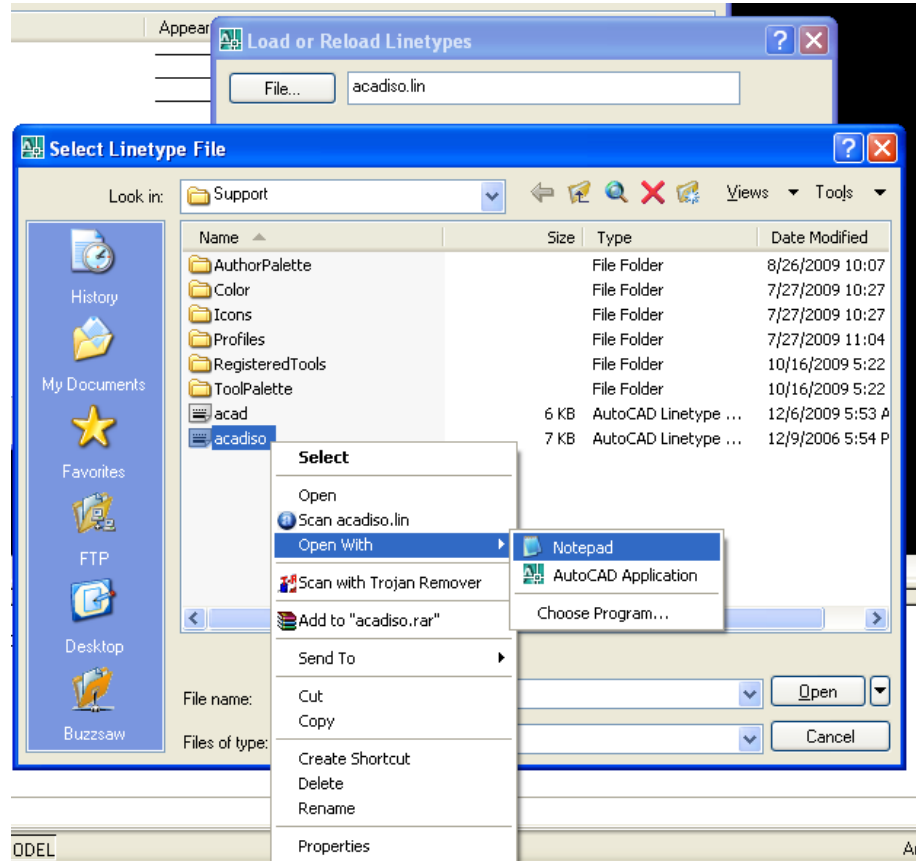 Appear
Load or Reload Linetypes
File... acadiso.lin
Select Linetype File
Look in: Support Views Tools
Name Size Type Date Modified
AuthorPalette File Folder 8/26/2009 10:07
Color File Folder 7/27/2009 10:27
Icons File Folder 7/27/2009 10:27
Profiles File Folder 7/27/2009 11:04
RegisteredTools File Folder 10/16/2009 5:22
ToolPalette File Folder 10/16/2009 5:22
acad 6 KB AutoCAD Linetype ... 12/6/2009 5:53 A
acadiso 7 KB AutoCAD Linetype ... 12/9/2006 5:54 P
History
My Documents
Favorites
FTP
Desktop
Buzzsaw
Select
Open
Scan acadiso.lin
Open With
Scan with Trojan Remover
Add to "acadiso.rar"
Send To
Cut
Copy
Create Shortcut
Delete
Rename
Properties
Notepad
AutoCAD Application
Choose Program...
File name: Open
Files of type: Cancel
ODEL